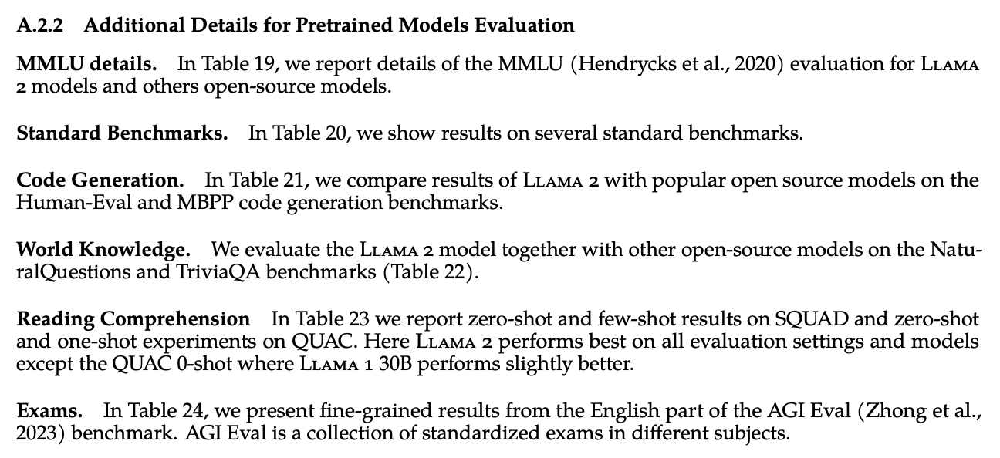 A.2.2 Additional Details for Pretrained Models Evaluation
MMLU details. In Table 19, we report details of the MMLU (Hendrycks et al., 2020) evaluation for Llama
2 models and others open-source models.
Standard Benchmarks. In Table 20, we show results on several standard benchmarks.
Code Generation. In Table 21, we compare results of Llama 2 with popular open source models on the
Human-Eval and MBPP code generation benchmarks.
World Knowledge. We evaluate the Llama 2 model together with other open-source models on the Natu-
ralQuestions and TriviaQA benchmarks (Table 22).
Reading Comprehension In Table 23 we report zero-shot and few-shot results on SQUAD and zero-shot
and one-shot experiments on QUAC. Here Llama 2 performs best on all evaluation settings and models
except the QUAC 0-shot where Llama 1 30B performs slightly better.
Exams. In Table 24, we present fine-grained results from the English part of the AGI Eval (Zhong et al.,
2023) benchmark. AGI Eval is a collection of standardized exams in different subjects.